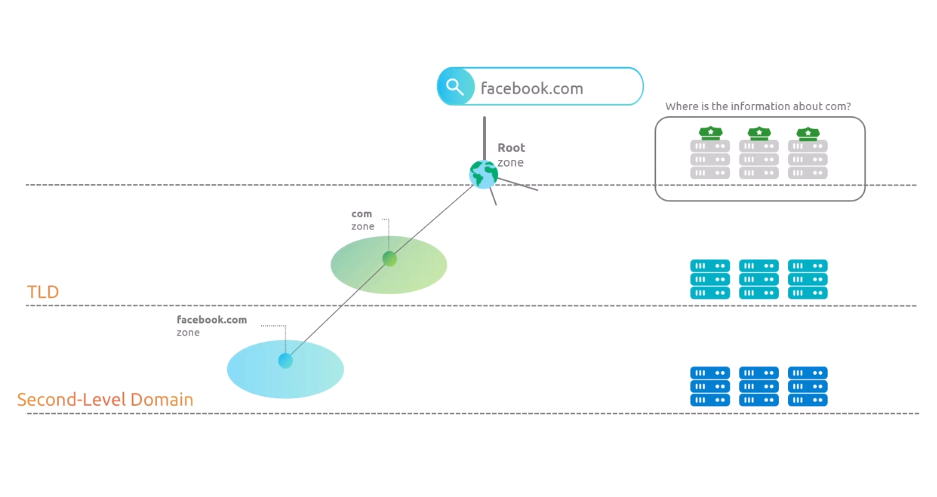 facebook.com
Where is the information about com?
Root
zone
com
zone
TLD
facebook.com
zone
Second-Level Domain